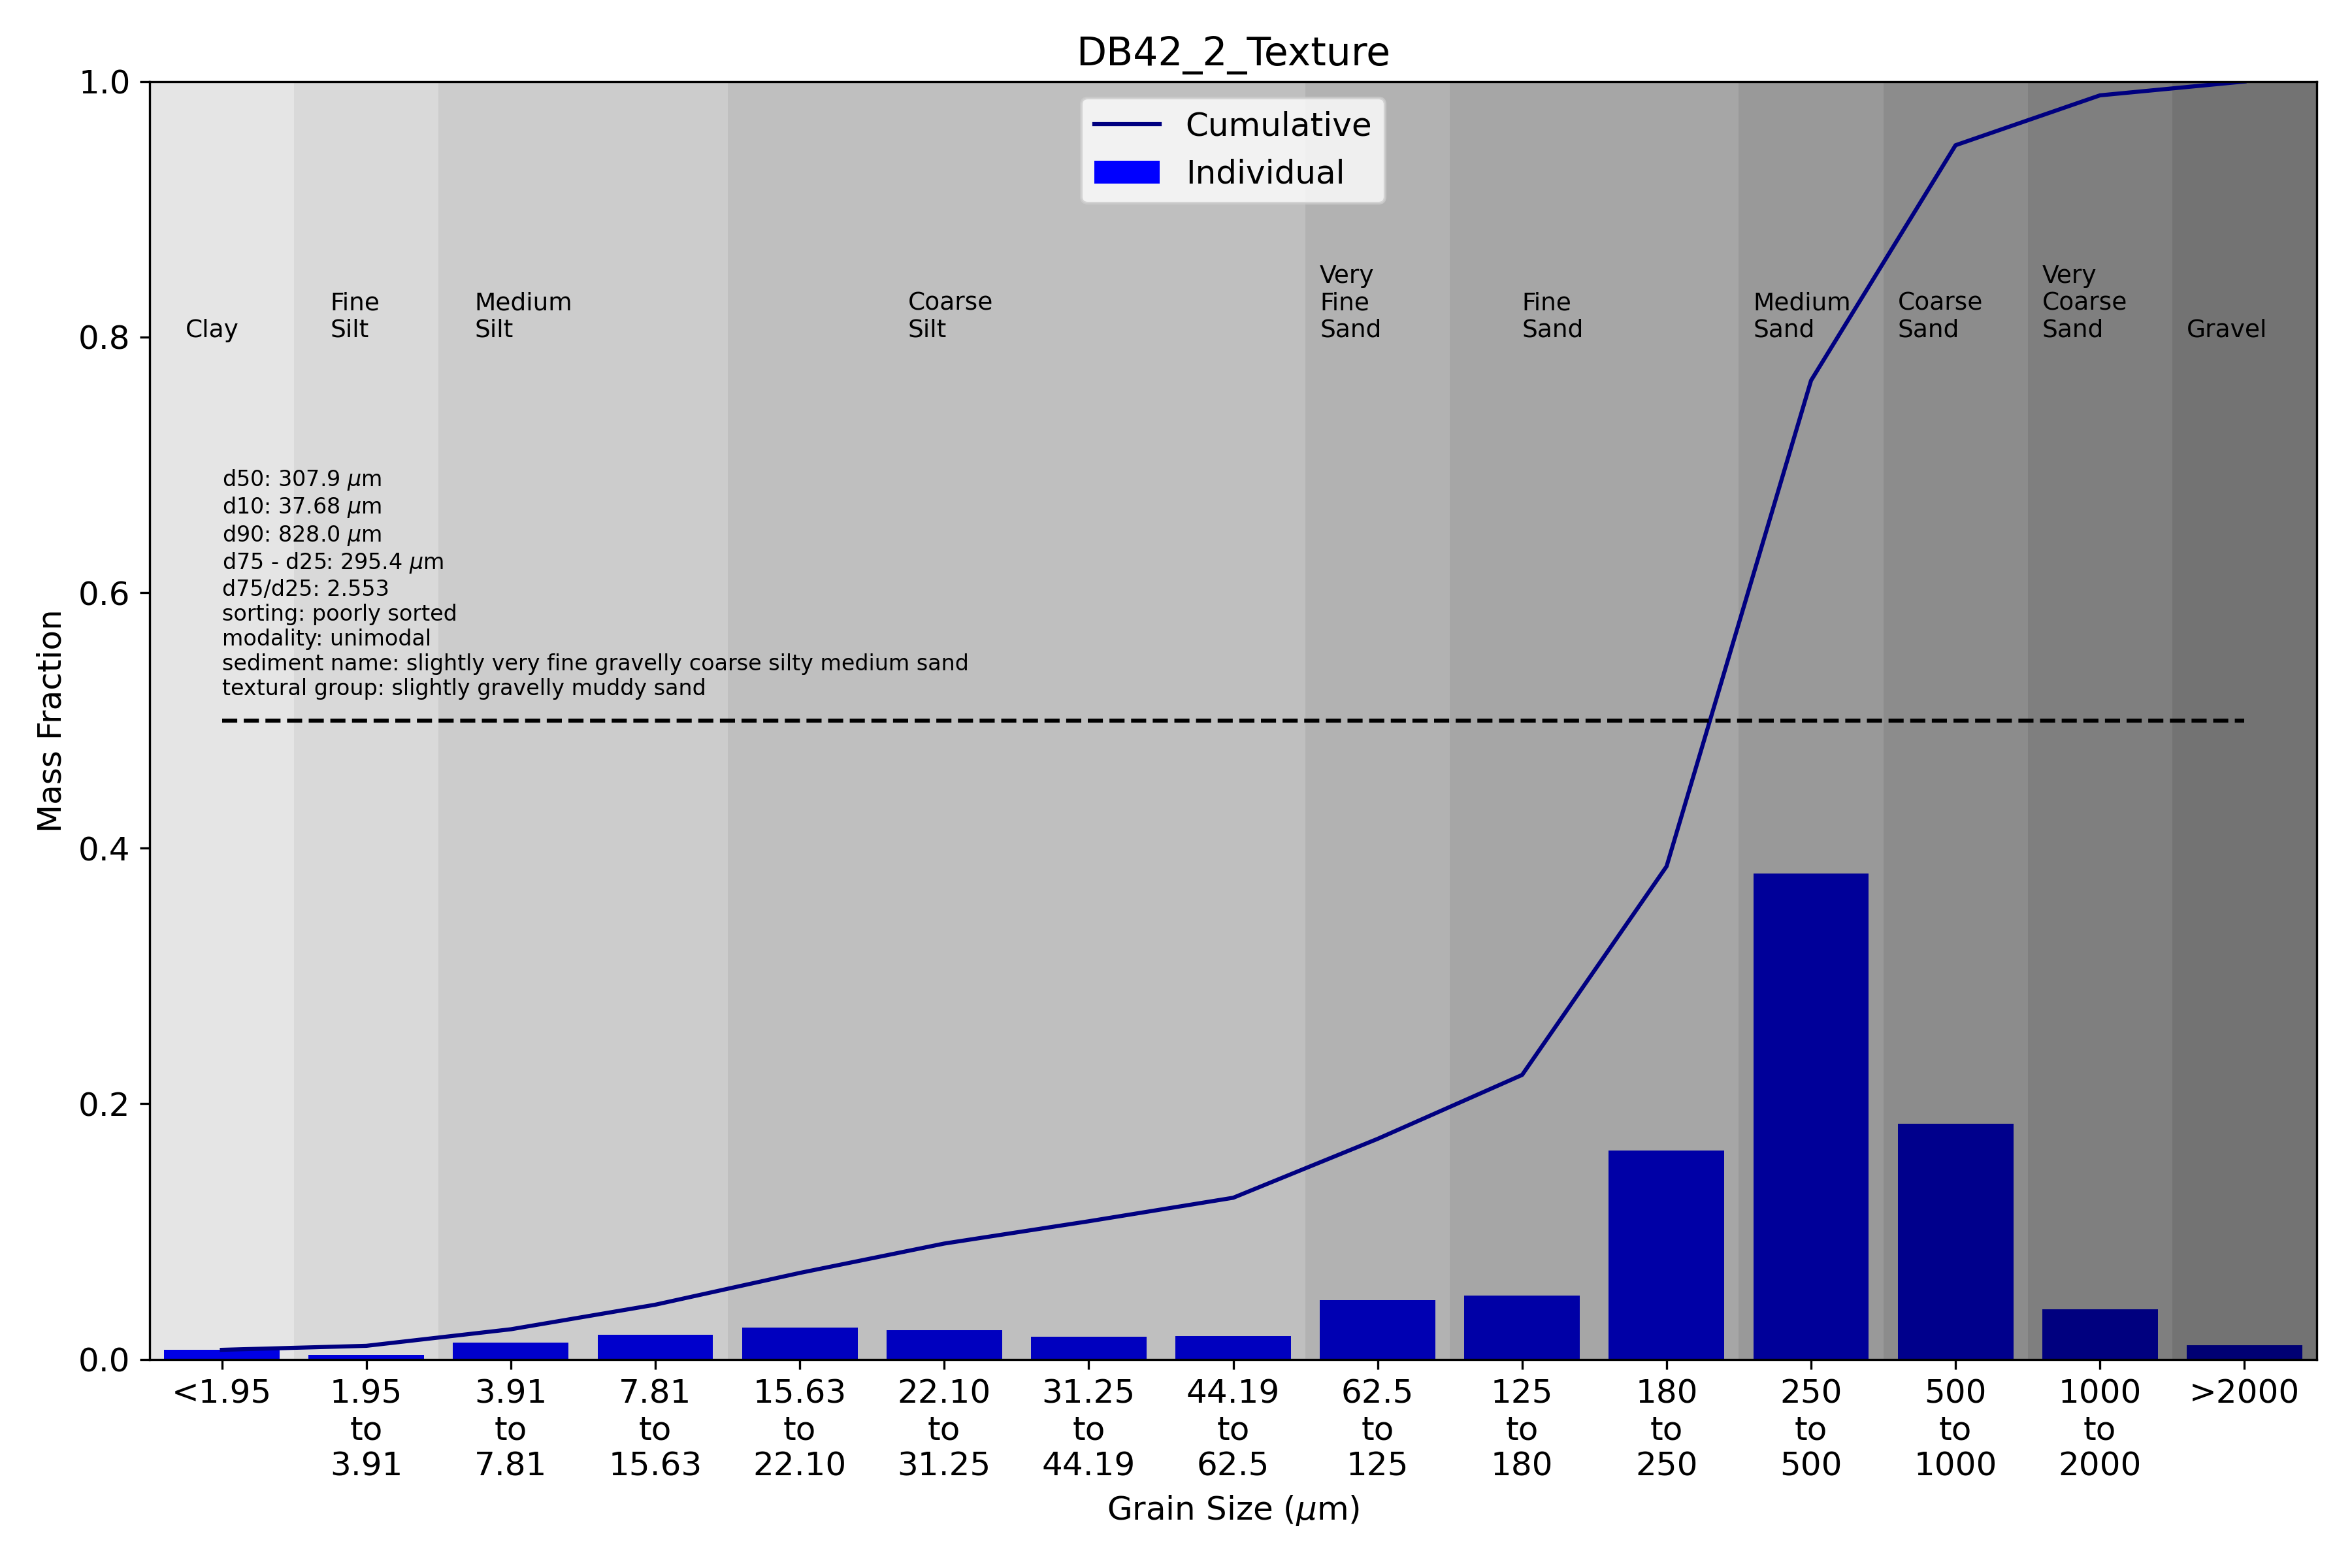 DB42_2_Texture
Cumulative
Individual
1.0
0.8
0.6
0.4
0.2
0.0
Mass Fraction
Clay
Fine
Silt
Medium
Silt
Coarse
Silt
Very
Fine
Sand
Fine
Sand
Medium
Sand
Coarse
Sand
Very
Coarse
Sand
Gravel
d50: 307.9 μm
d10: 37.68 μm
d90: 828.0 μm
d75 - d25: 295.4 μm
d75/d25: 2.553
sorting: poorly sorted
modality: unimodal
sediment name: slightly very fine gravelly coarse silty medium sand
textural group: slightly gravelly muddy sand
<1.95
1.95
to
3.91
3.91
to
7.81
7.81
to
15.63
15.63
to
22.10
22.10
to
31.25
31.25
to
44.19
44.19
to
62.5
62.5
to
125
125
to
180
180
to
250
250
to
500
500
to
1000
1000
to
2000
>2000
Grain Size (μm)